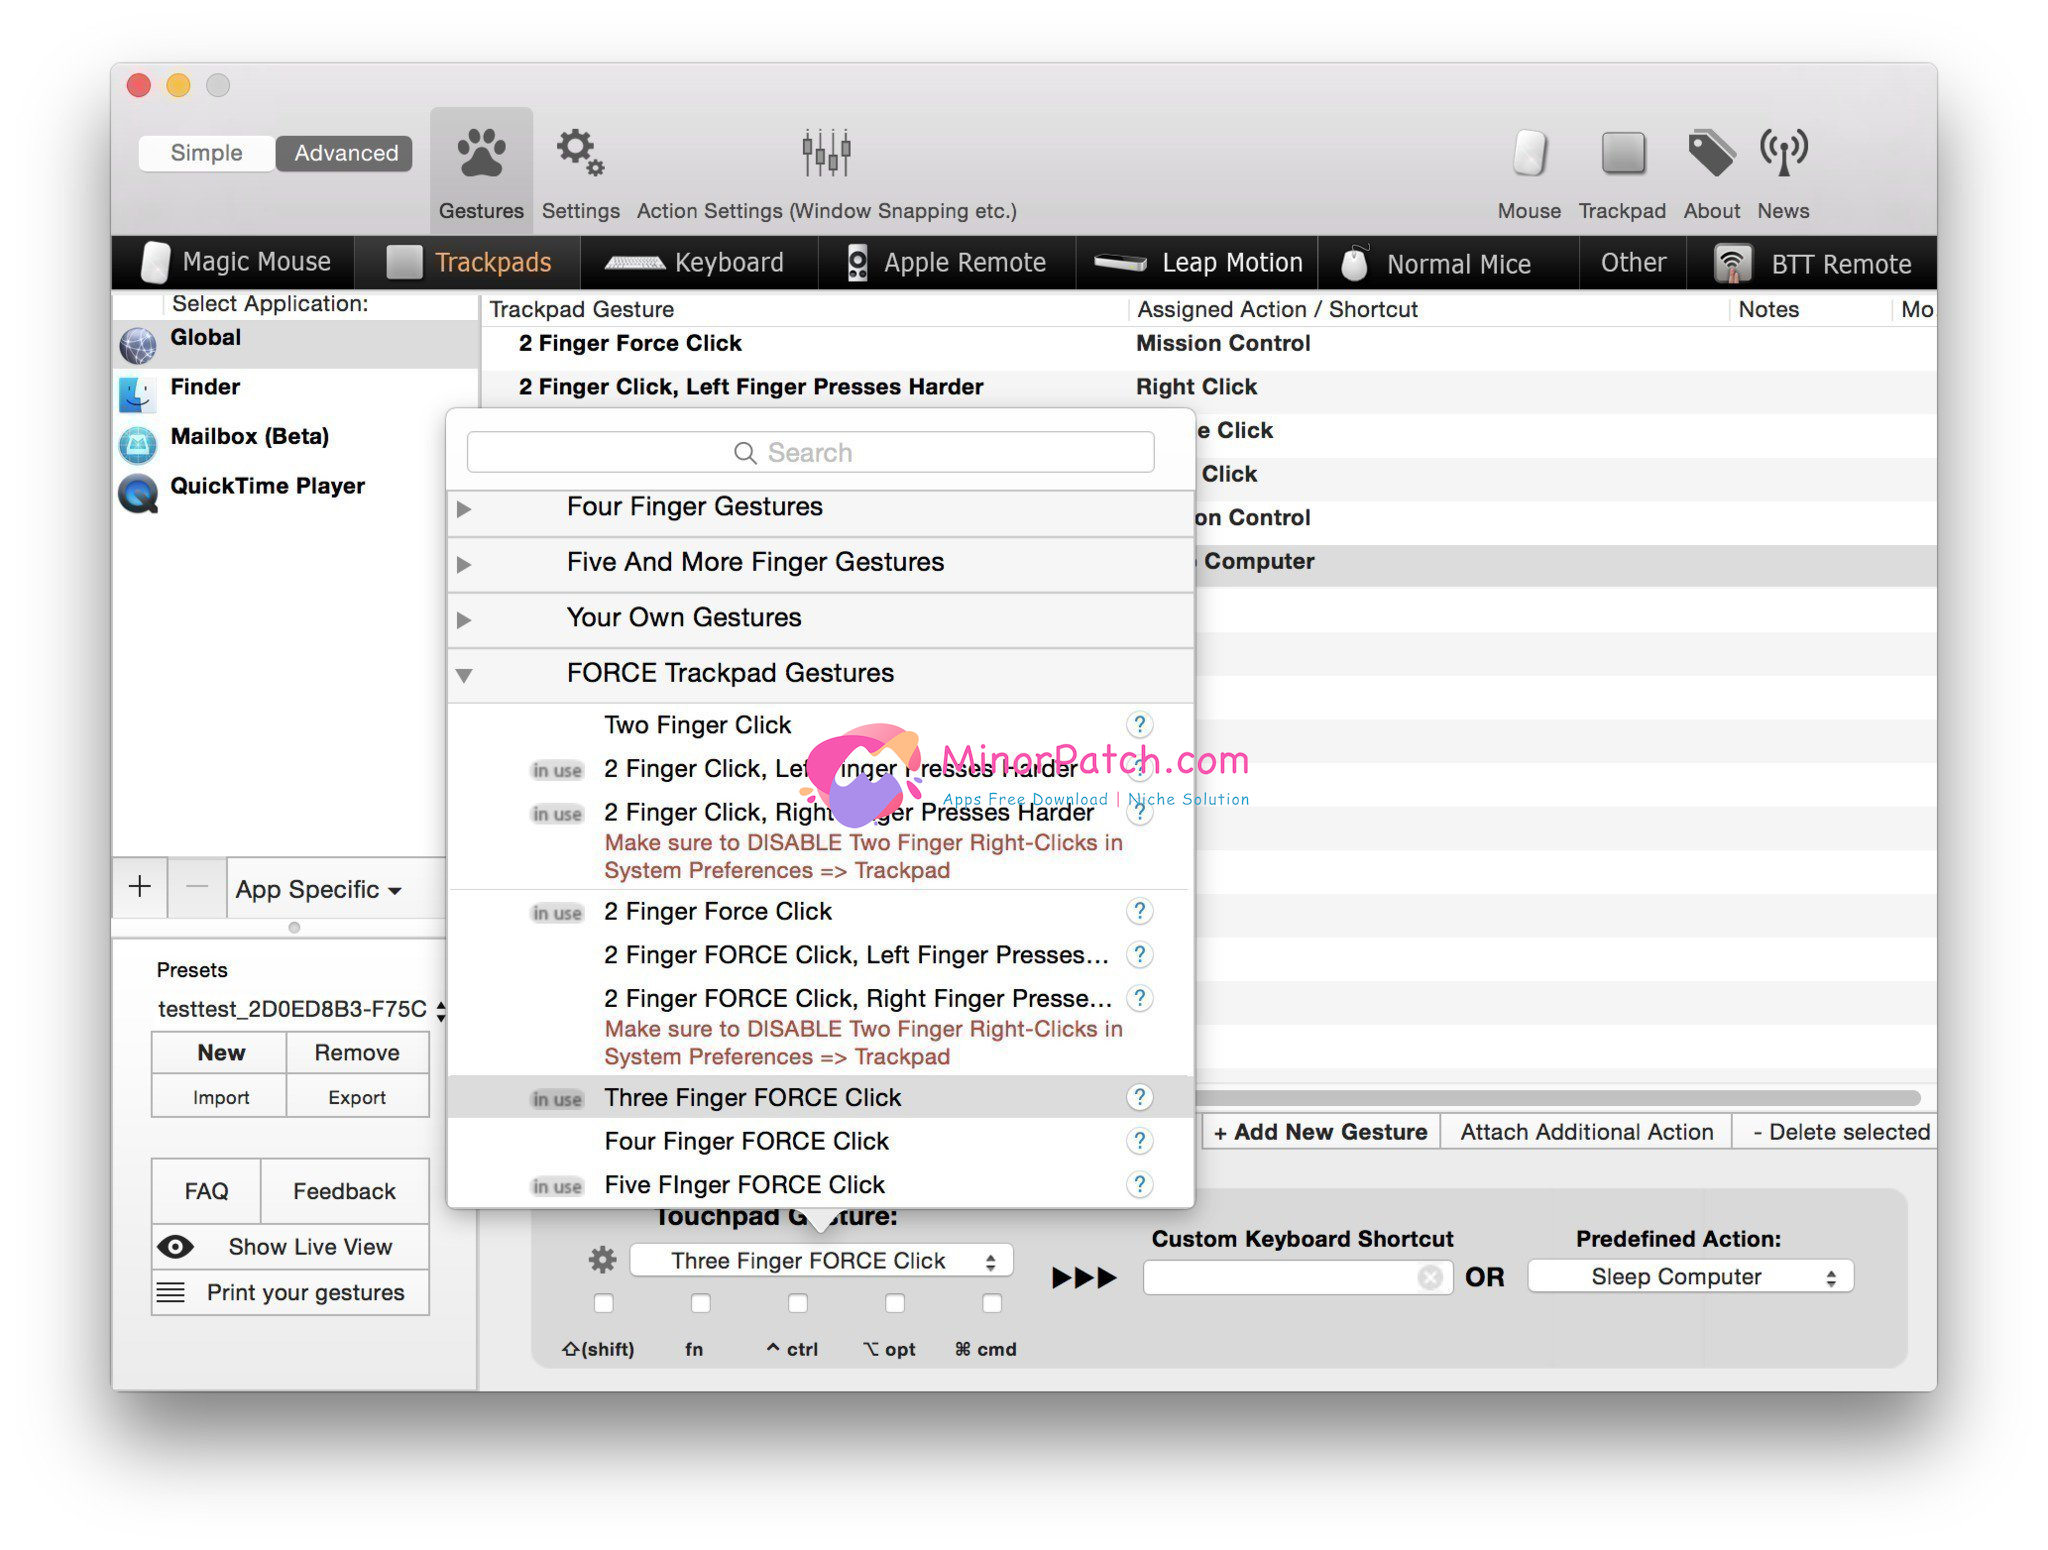 Simple
Advanced
Gestures
Settings
Action Settings (Window Snapping etc.)
Mouse
Trackpad
About
News
Magic Mouse
Trackpads
Keyboard
Apple Remote
Leap Motion
Normal Mice
Other
BTT Remote
Select Application:
Global
Finder
Mailbox (Beta)
QuickTime Player
Trackpad Gesture
Assigned Action / Shortcut
Notes
Mo
2 Finger Force Click
Mission Control
2 Finger Click, Left Finger Presses Harder
Right Click
e Click
Click
on Control
Computer
Search
Four Finger Gestures
Five And More Finger Gestures
Your Own Gestures
FORCE Trackpad Gestures
Two Finger Click ?
in use 2 Finger Click, Left Finger Presses Harder ?
in use 2 Finger Click, Right Finger Presses Harder ?
Make sure to DISABLE Two Finger Right-Clicks in
System Preferences => Trackpad
in use 2 Finger Force Click ?
2 Finger FORCE Click, Left Finger Presses... ?
2 Finger FORCE Click, Right Finger Presse... ?
Make sure to DISABLE Two Finger Right-Clicks in
System Preferences => Trackpad
in use Three Finger FORCE Click ?
Four Finger FORCE Click ?
in use Five FInger FORCE Click ?
MinorPatch.com
Apps Free Download | Niche Solution
+ − App Specific
Presets
testtest_2D0ED8B3-F75C
New
Remove
Import
Export
FAQ
Feedback
Show Live View
Print your gestures
+ Add New Gesture
Attach Additional Action
- Delete selected
Touchpad Gesture:
Three Finger FORCE Click
⇧(shift)
fn
^ ctrl
⌥ opt
⌘ cmd
Custom Keyboard Shortcut
OR
Predefined Action:
Sleep Computer